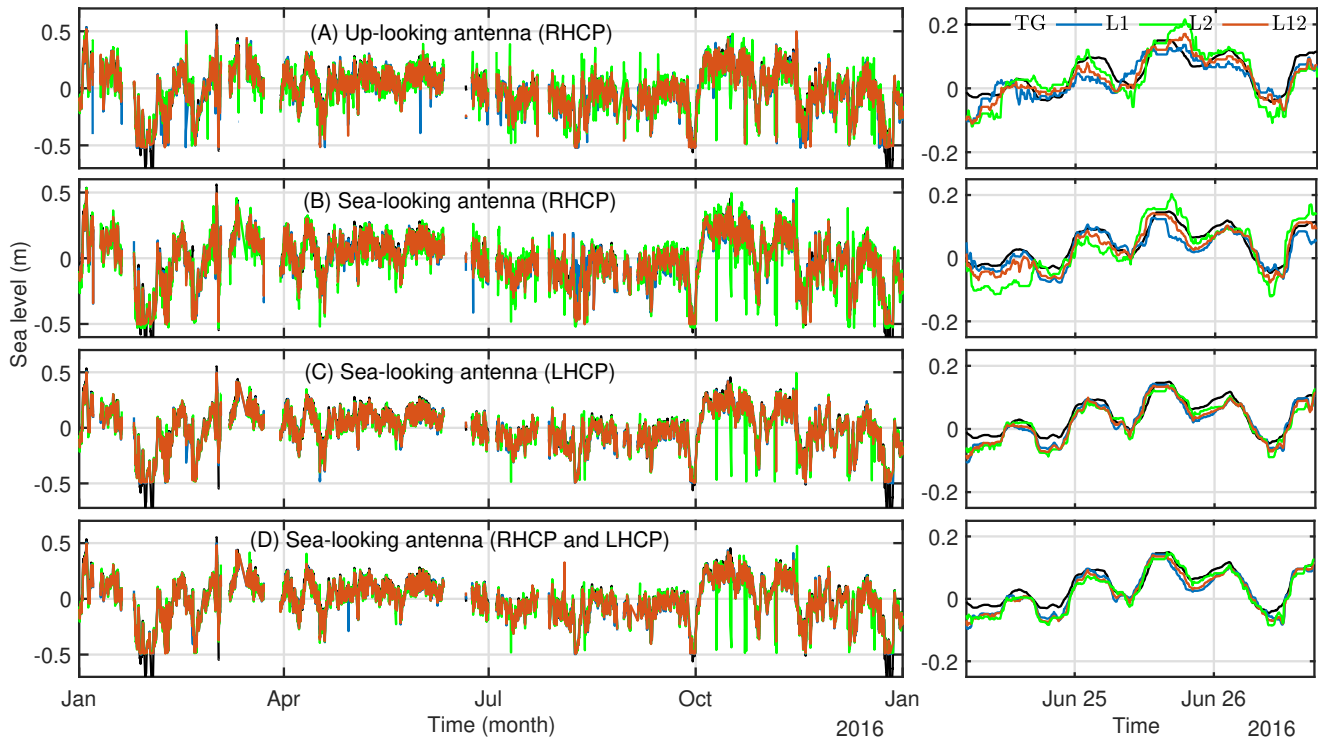 (A) Up-looking antenna (RHCP)
0.5
0
-0.5
TG L1 L2 L12
0.2
0
-0.2
(B) Sea-looking antenna (RHCP)
0.5
0
-0.5
0.2
0
-0.2
Sea level (m)
(C) Sea-looking antenna (LHCP)
0.5
0
-0.5
0.2
0
-0.2
(D) Sea-looking antenna (RHCP and LHCP)
0.5
0
-0.5
0.2
0
-0.2
Jan Apr Jul Oct Jan
Time (month)
2016
Jun 25 Jun 26
Time
2016